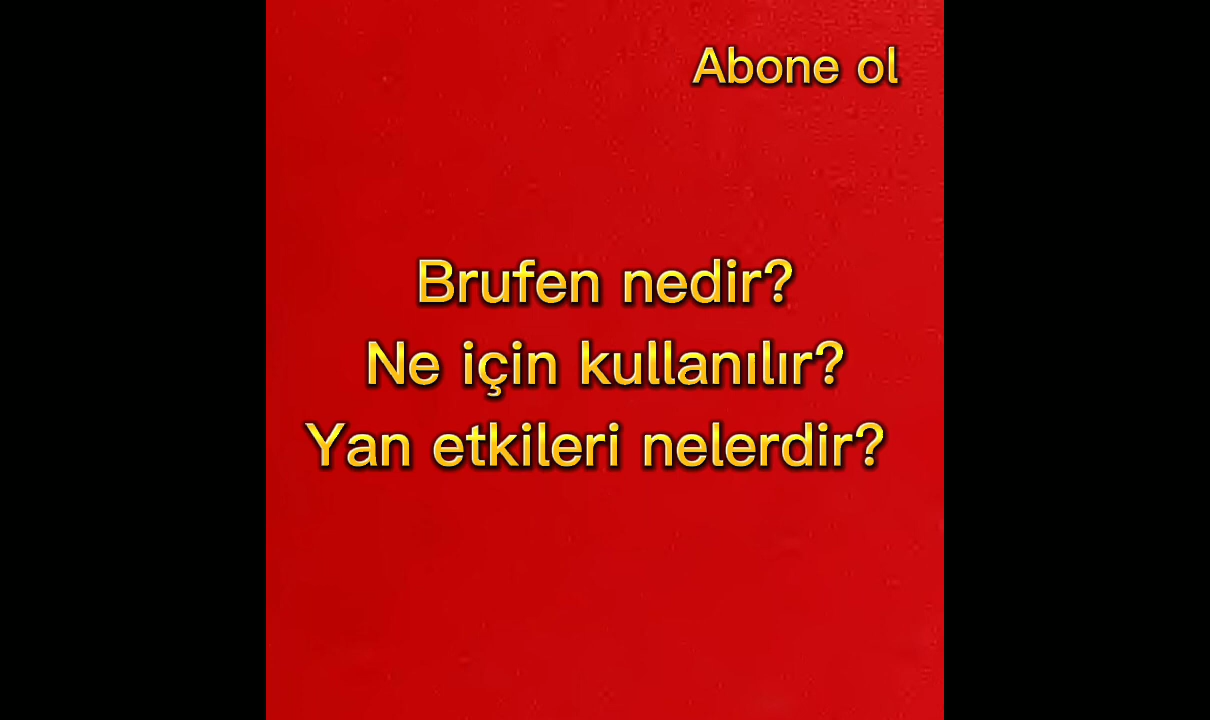 Abone ol
Brufen nedir?
Ne için kullanılır?
Yan etkileri nelerdir?